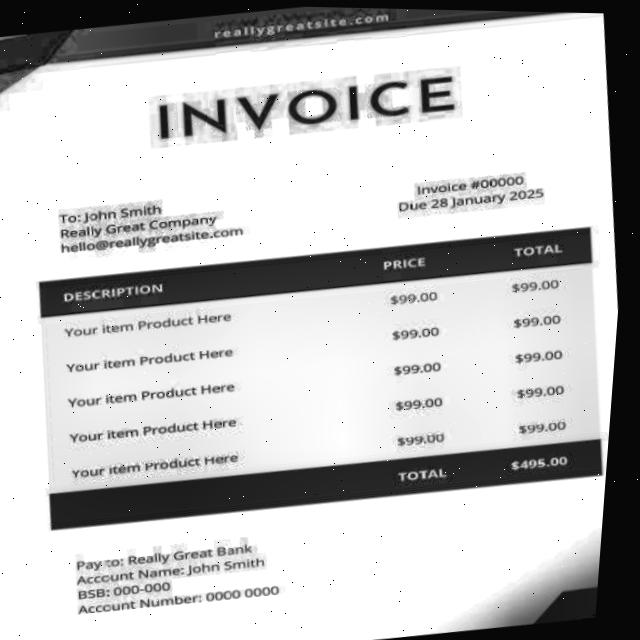 reallygreatsite.com
INVOICE
To: John Smith
Really Great Company
hello@reallygreatsite.com
Invoice #00000
Due 28 January 2025
DESCRIPTION PRICE TOTAL
Your item Product Here $99.00 $99.00
Your item Product Here $99.00 $99.00
Your item Product Here $99.00 $99.00
Your item Product Here $99.00 $99.00
Your item Product Here $99.00 $99.00
TOTAL $495.00
Pay to: Really Great Bank
Account Name: John Smith
BSB: 000-000
Account Number: 0000 0000